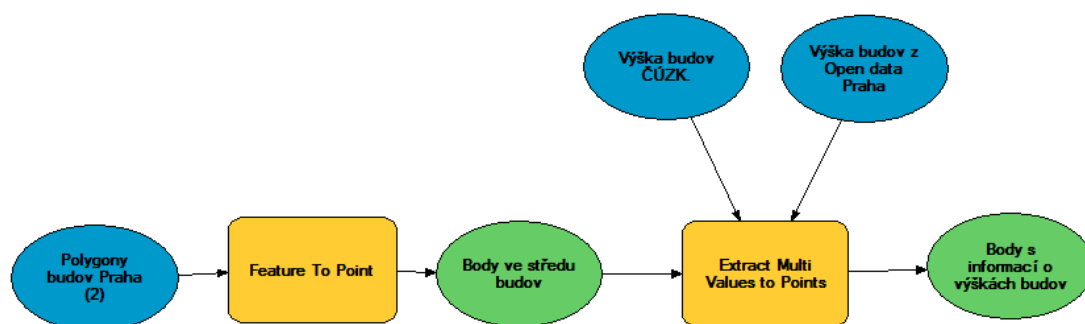 Výška budov
ČÚZK.
Výška budov z
Open data
Praha
Polygony
budov Praha
(2)
Feature To Point
Body ve středu
budov
Extract Multi
Values to Points
Body s
informací o
výškách budov